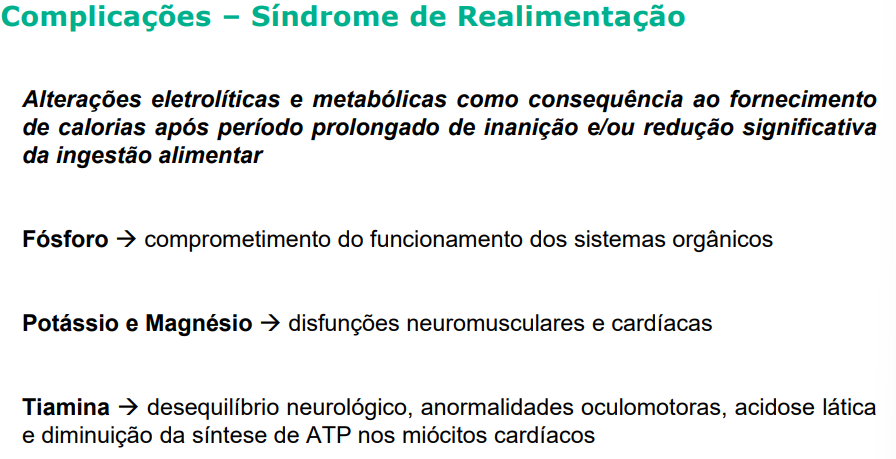 Complicações – Síndrome de Realimentação
Alterações eletrolíticas e metabólicas como consequência ao fornecimento
de calorias após período prolongado de inanição e/ou redução significativa
da ingestão alimentar
Fósforo → comprometimento do funcionamento dos sistemas orgânicos
Potássio e Magnésio → disfunções neuromusculares e cardíacas
Tiamina → desequilíbrio neurológico, anormalidades oculomotoras, acidose lática
e diminuição da síntese de ATP nos miócitos cardíacos